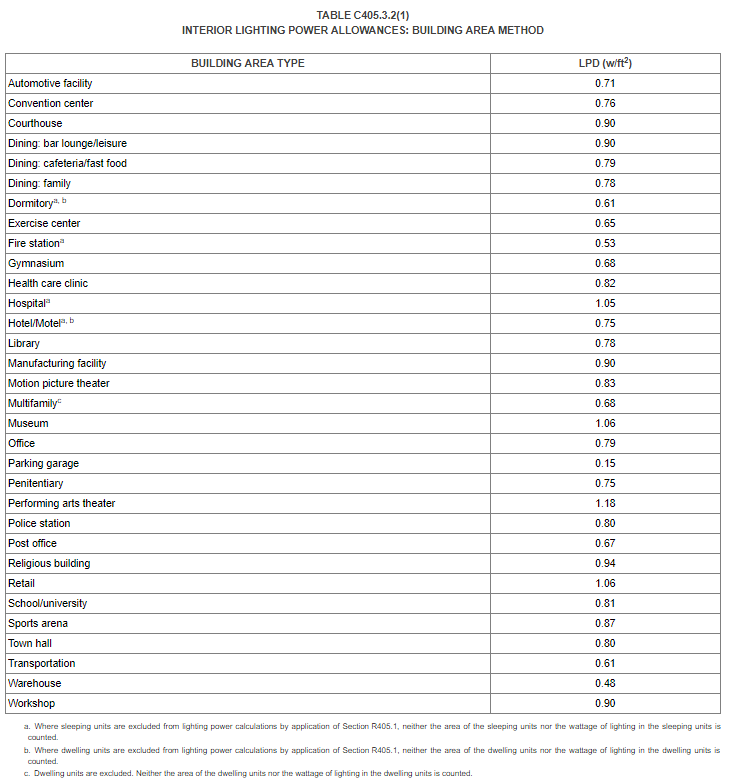 TABLE C405.3.2(1)
INTERIOR LIGHTING POWER ALLOWANCES: BUILDING AREA METHOD
BUILDING AREA TYPE LPD (w/ft²)
Automotive facility 0.71
Convention center 0.76
Courthouse 0.90
Dining: bar lounge/leisure 0.90
Dining: cafeteria/fast food 0.79
Dining: family 0.78
Dormitorya, b 0.61
Exercise center 0.65
Fire stationa 0.53
Gymnasium 0.68
Health care clinic 0.82
Hospitala 1.05
Hotel/Motela, b 0.75
Library 0.78
Manufacturing facility 0.90
Motion picture theater 0.83
Multifamilyc 0.68
Museum 1.06
Office 0.79
Parking garage 0.15
Penitentiary 0.75
Performing arts theater 1.18
Police station 0.80
Post office 0.67
Religious building 0.94
Retail 1.06
School/university 0.81
Sports arena 0.87
Town hall 0.80
Transportation 0.61
Warehouse 0.48
Workshop 0.90
a. Where sleeping units are excluded from lighting power calculations by application of Section R405.1, neither the area of the sleeping units nor the wattage of lighting in the sleeping units is
counted.
b. Where dwelling units are excluded from lighting power calculations by application of Section R405.1, neither the area of the dwelling units nor the wattage of lighting in the dwelling units is
counted.
c. Dwelling units are excluded. Neither the area of the dwelling units nor the wattage of lighting in the dwelling units is counted.